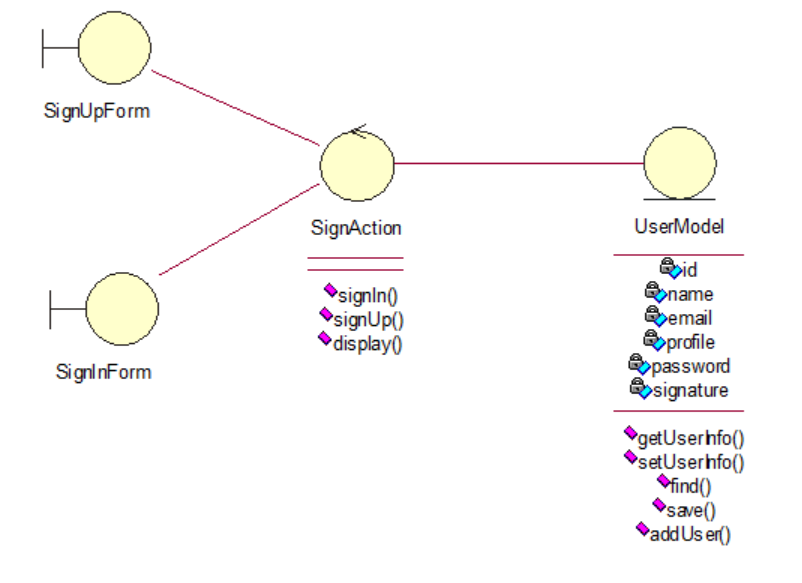 SignUpForm
SignInForm
SignAction
signIn()
signUp()
display()
UserModel
id
name
email
profile
password
signature
getUserInfo()
setUserInfo()
find()
save()
addUser()